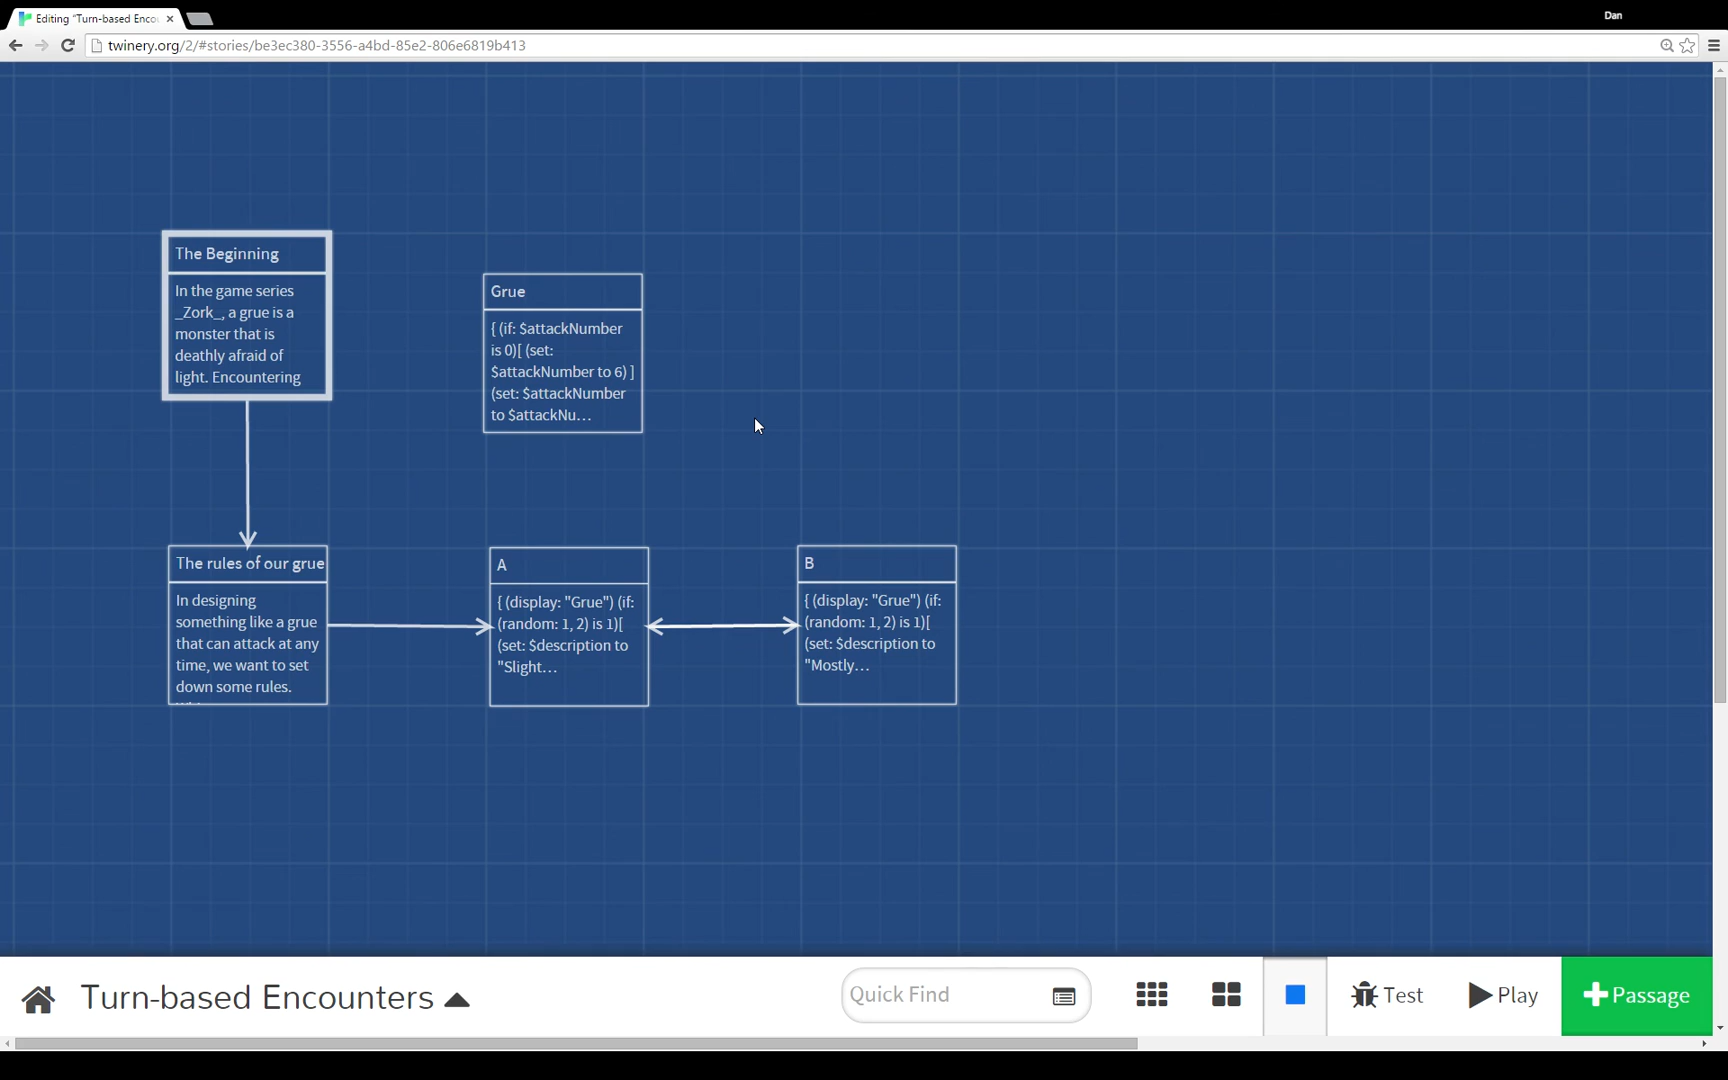 Editing "Turn-based Enco
Dan
twinery.org/2/#stories/be3ec380-3556-a4bd-85e2-806e6819b413
The Beginning
In the game series
_Zork_, a grue is a
monster that is
deathly afraid of
light. Encountering
Grue
{ (if: $attackNumber
is 0)[ (set:
$attackNumber to 6) ]
(set: $attackNumber
to $attackNu…
The rules of our grue
In designing
something like a grue
that can attack at any
time, we want to set
down some rules.
A
{ (display: "Grue") (if:
(random: 1, 2) is 1)[
(set: $description to
"Slight…
B
{ (display: "Grue") (if:
(random: 1, 2) is 1)[
(set: $description to
"Mostly…
Turn-based Encounters
Quick Find
Test
Play
Passage